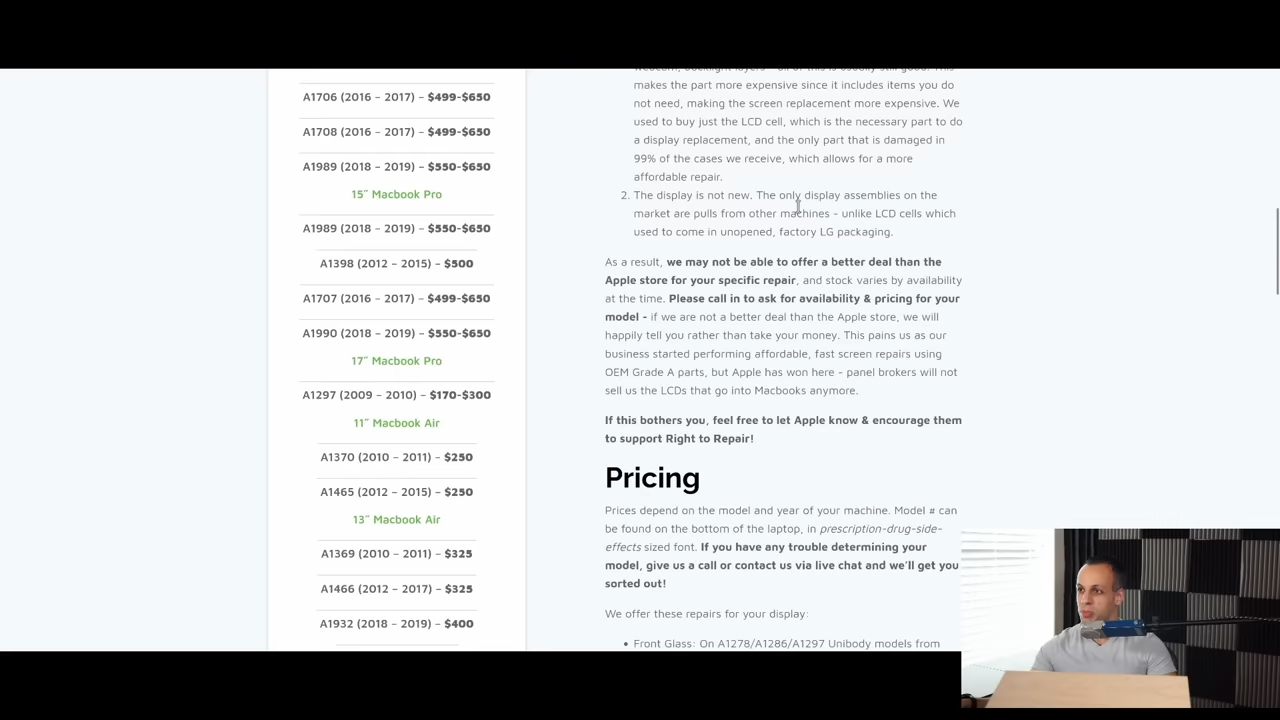 A1706 (2016 – 2017) – $499-$650
A1708 (2016 – 2017) – $499-$650
A1989 (2018 – 2019) – $550-$650
15″ Macbook Pro
A1989 (2018 – 2019) – $550-$650
A1398 (2012 – 2015) – $500
A1707 (2016 – 2017) – $499-$650
A1990 (2018 – 2019) – $550-$650
17″ Macbook Pro
A1297 (2009 – 2010) – $170-$300
11″ Macbook Air
A1370 (2010 – 2011) – $250
A1465 (2012 – 2015) – $250
13″ Macbook Air
A1369 (2010 – 2011) – $325
A1466 (2012 – 2017) – $325
A1932 (2018 – 2019) – $400
makes the part more expensive since it includes items you do
not need, making the screen replacement more expensive. We
used to buy just the LCD cell, which is the necessary part to do
a display replacement, and the only part that is damaged in
99% of the cases we receive, which allows for a more
affordable repair.
2. The display is not new. The only display assemblies on the
market are pulls from other machines – unlike LCD cells which
used to come in unopened, factory LG packaging.
As a result, we may not be able to offer a better deal than the
Apple store for your specific repair, and stock varies by availability
at the time. Please call in to ask for availability & pricing for your
model - if we are not a better deal than the Apple store, we will
happily tell you rather than take your money. This pains us as our
business started performing affordable, fast screen repairs using
OEM Grade A parts, but Apple has won here – panel brokers will not
sell us the LCDs that go into Macbooks anymore.
If this bothers you, feel free to let Apple know & encourage them
to support Right to Repair!
Pricing
Prices depend on the model and year of your machine. Model # can
be found on the bottom of the laptop, in prescription-drug-side-
effects sized font. If you have any trouble determining your
model, give us a call or contact us via live chat and we'll get you
sorted out!
We offer these repairs for your display:
• Front Glass: On A1278/A1286/A1297 Unibody models from